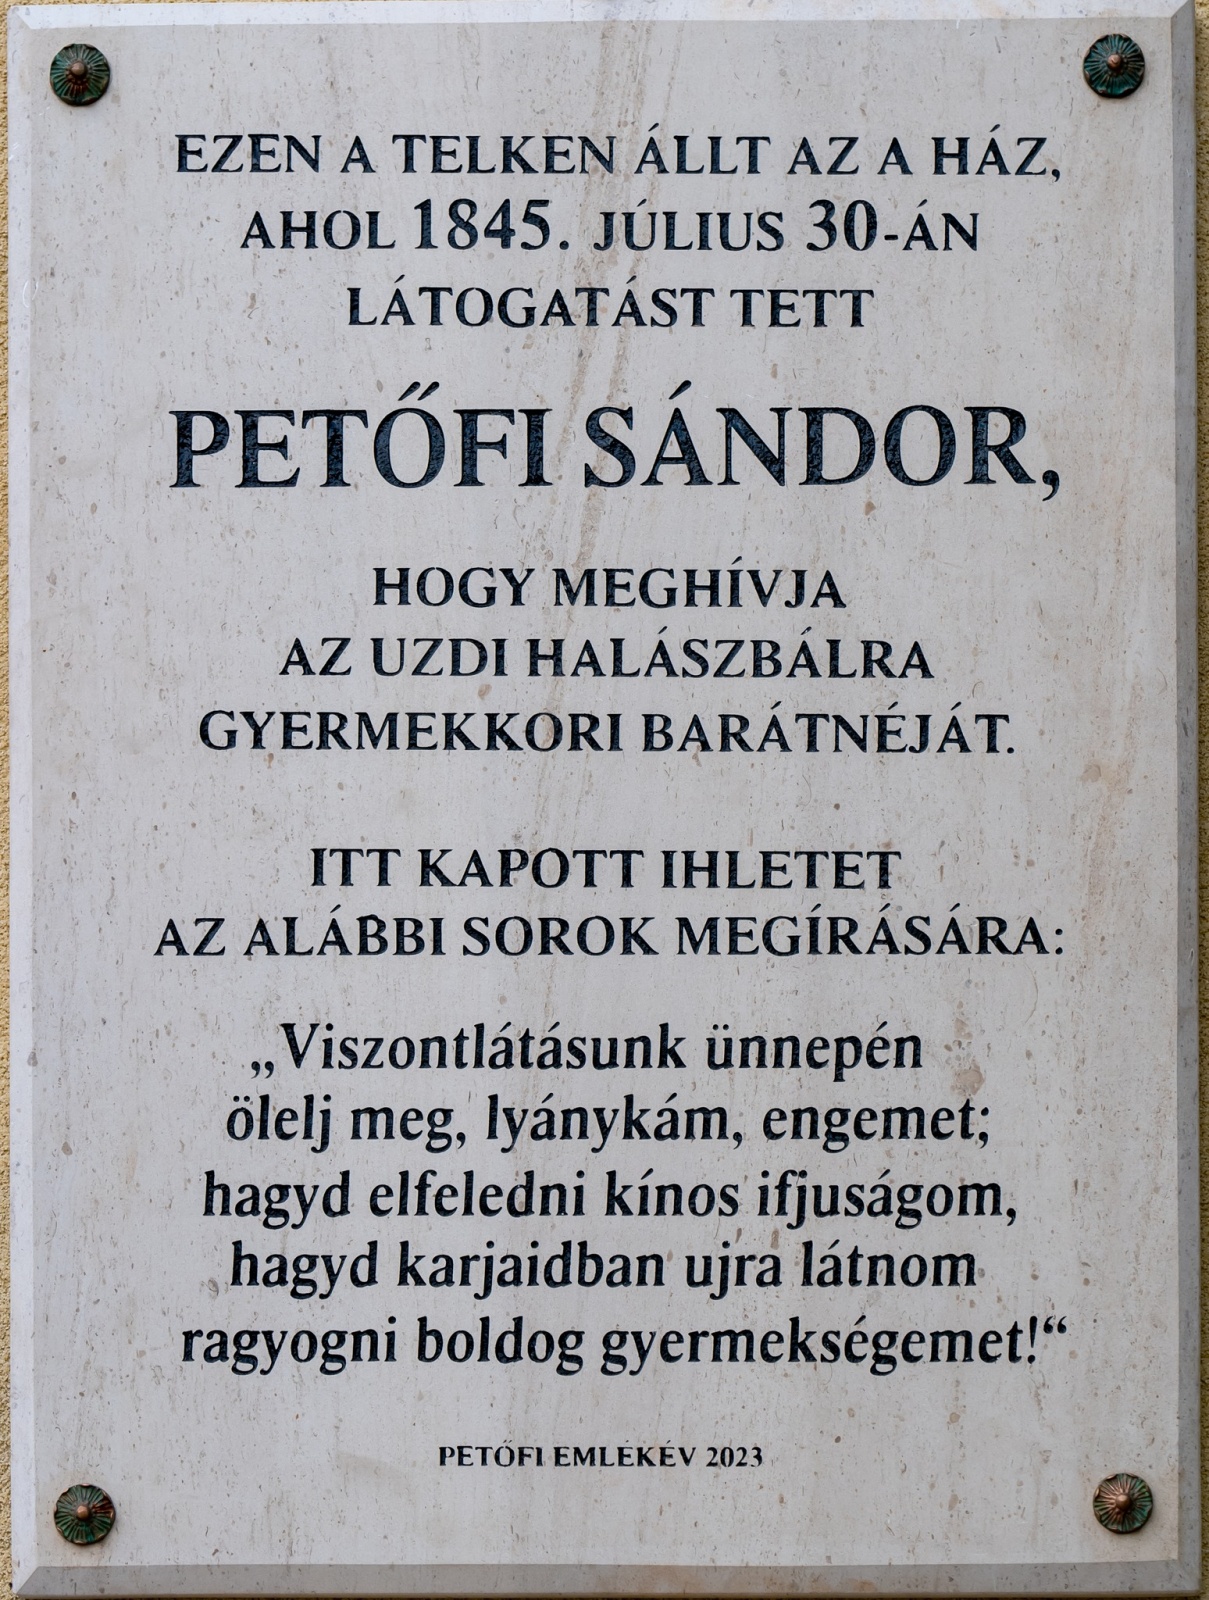 EZEN A TELKEN ÁLLT AZ A HÁZ,
AHOL 1845. JÚLIUS 30-ÁN
LÁTOGATÁST TETT
PETŐFI SÁNDOR,
HOGY MEGHÍVJA
AZ UZDI HALÁSZBÁLRA
GYERMEKKORI BARÁTNÉJÁT.
ITT KAPOTT IHLETET
AZ ALÁBBI SOROK MEGÍRÁSÁRA:
„Viszontlátásunk ünnepén
ölelj meg, lyánykám, engemet;
hagyd elfeledni kínos ifjuságom,
hagyd karjaidban ujra látnom
ragyogni boldog gyermekségemet!“
PETŐFI EMLÉKÉV 2023